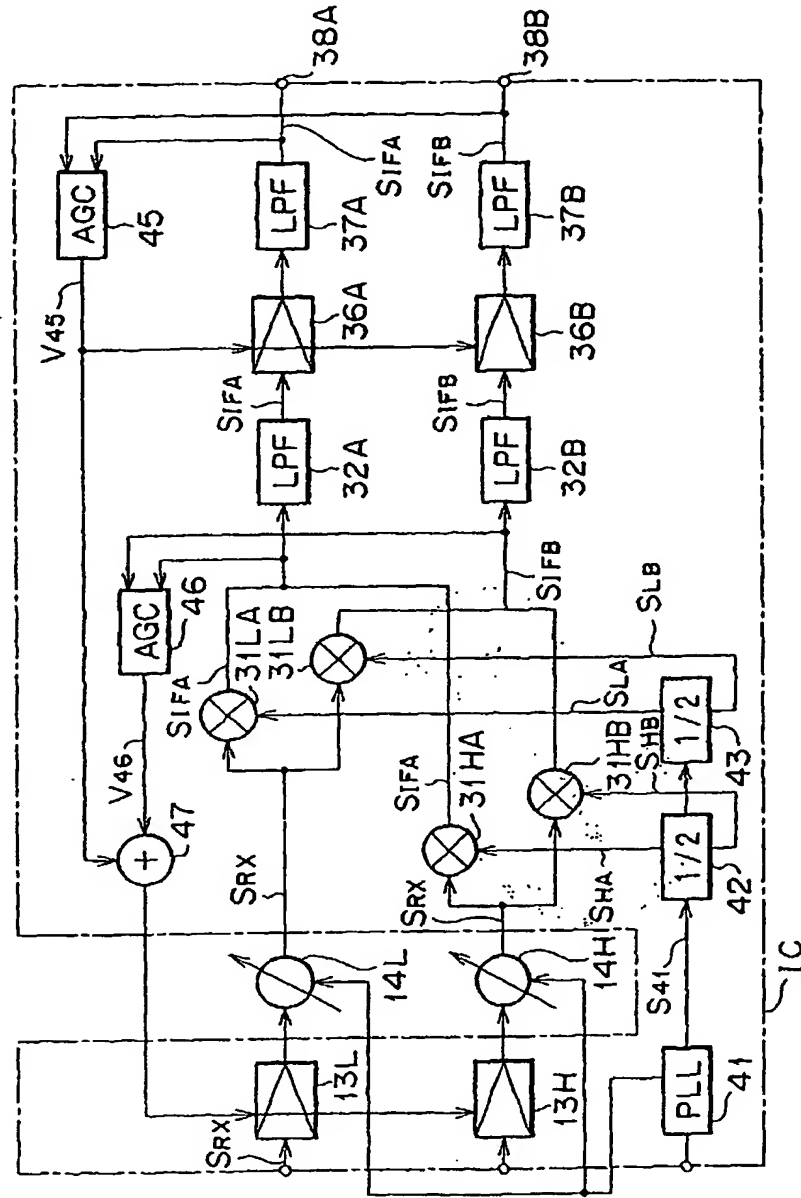 38A
38B
SIFA
SIFB
AGC
45
V45
LPF
37A
LPF
37B
36A
36B
SIFA
SIFB
LPF
32A
LPF
32B
AGC
46
V46
SIFA
31LA
31LB
SIFB
SLB
SLA
+
47
SRX
SIFA
31HA
31HB
SHB
SHA
SRX
1/2
43
1/2
42
14L
14H
S41
IC
SRX
13L
13H
PLL
41